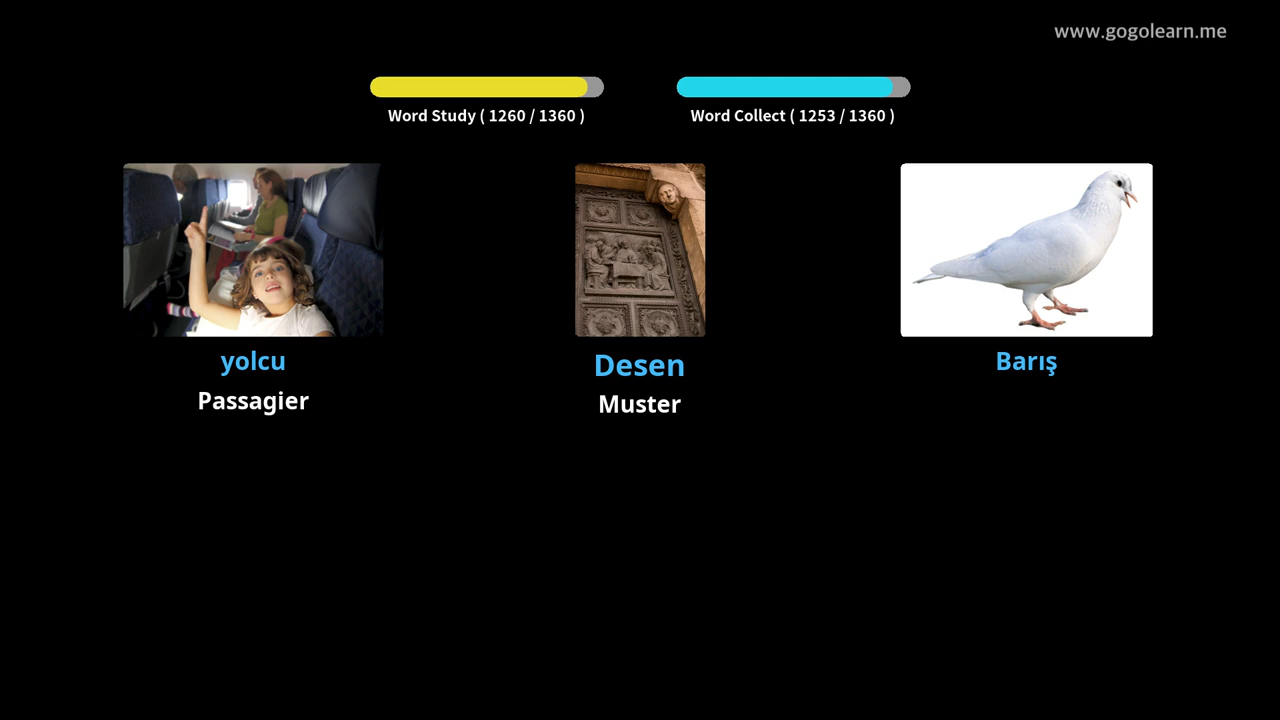 www.gogolearn.me
Word Study ( 1260 / 1360 )
Word Collect ( 1253 / 1360 )
yolcu
Passagier
Desen
Muster
Barış